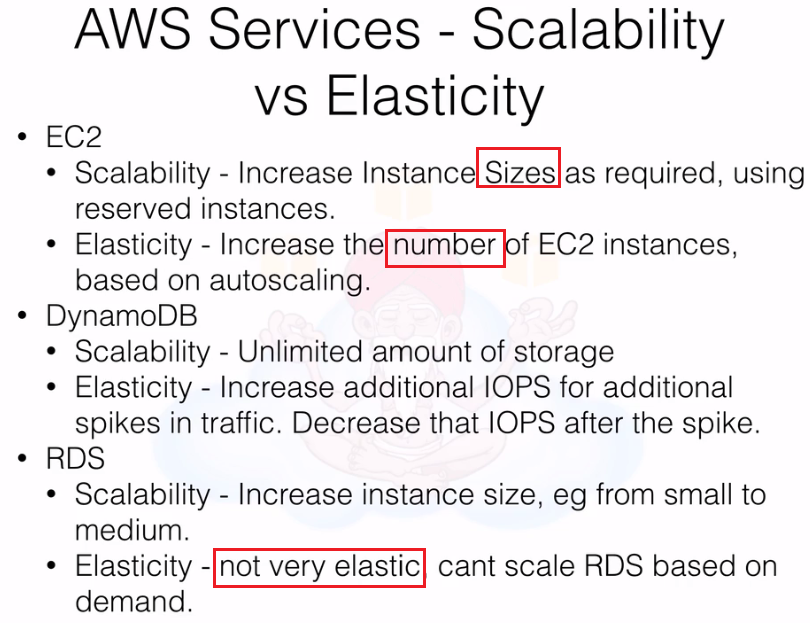 AWS Services - Scalability
vs Elasticity
• EC2
• Scalability - Increase Instance Sizes as required, using
reserved instances.
• Elasticity - Increase the number of EC2 instances,
based on autoscaling.
• DynamoDB
• Scalability - Unlimited amount of storage
• Elasticity - Increase additional IOPS for additional
spikes in traffic. Decrease that IOPS after the spike.
• RDS
• Scalability - Increase instance size, eg from small to
medium.
• Elasticity - not very elastic, cant scale RDS based on
demand.